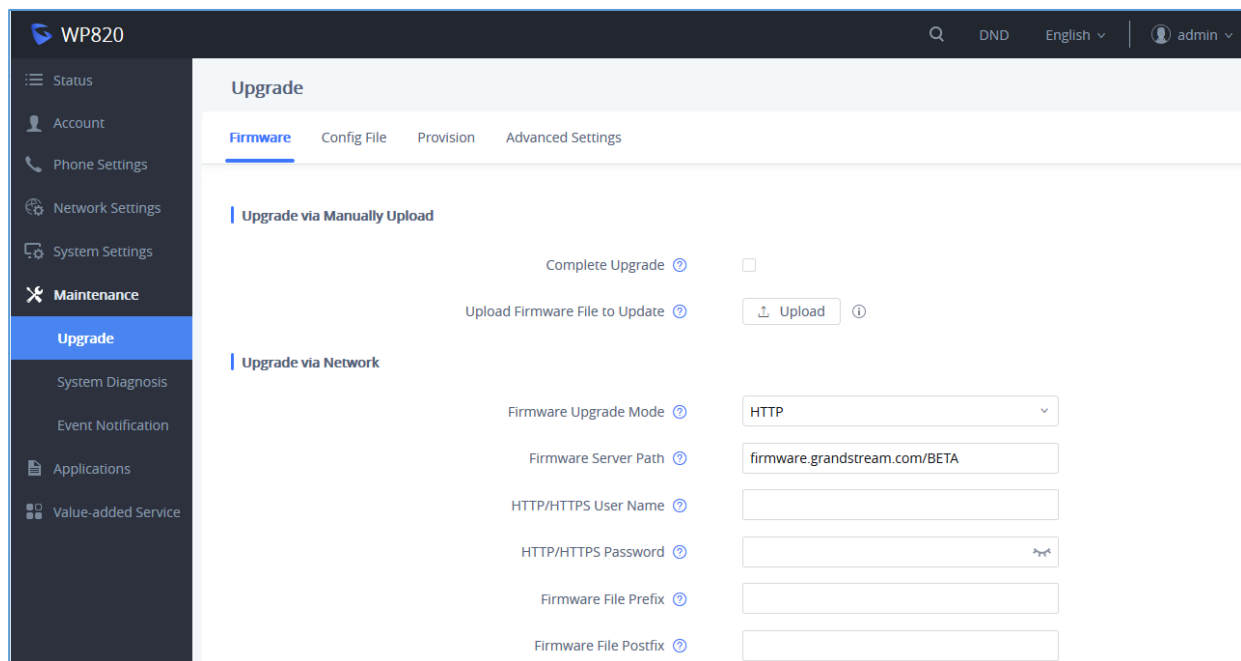 WP820
DND English admin
Status
Account
Phone Settings
Network Settings
System Settings
Maintenance
Upgrade
System Diagnosis
Event Notification
Applications
Value-added Service
Upgrade
Firmware Config File Provision Advanced Settings
Upgrade via Manually Upload
Complete Upgrade
Upload Firmware File to Update Upload
Upgrade via Network
Firmware Upgrade Mode HTTP
Firmware Server Path firmware.grandstream.com/BETA
HTTP/HTTPS User Name
HTTP/HTTPS Password
Firmware File Prefix
Firmware File Postfix